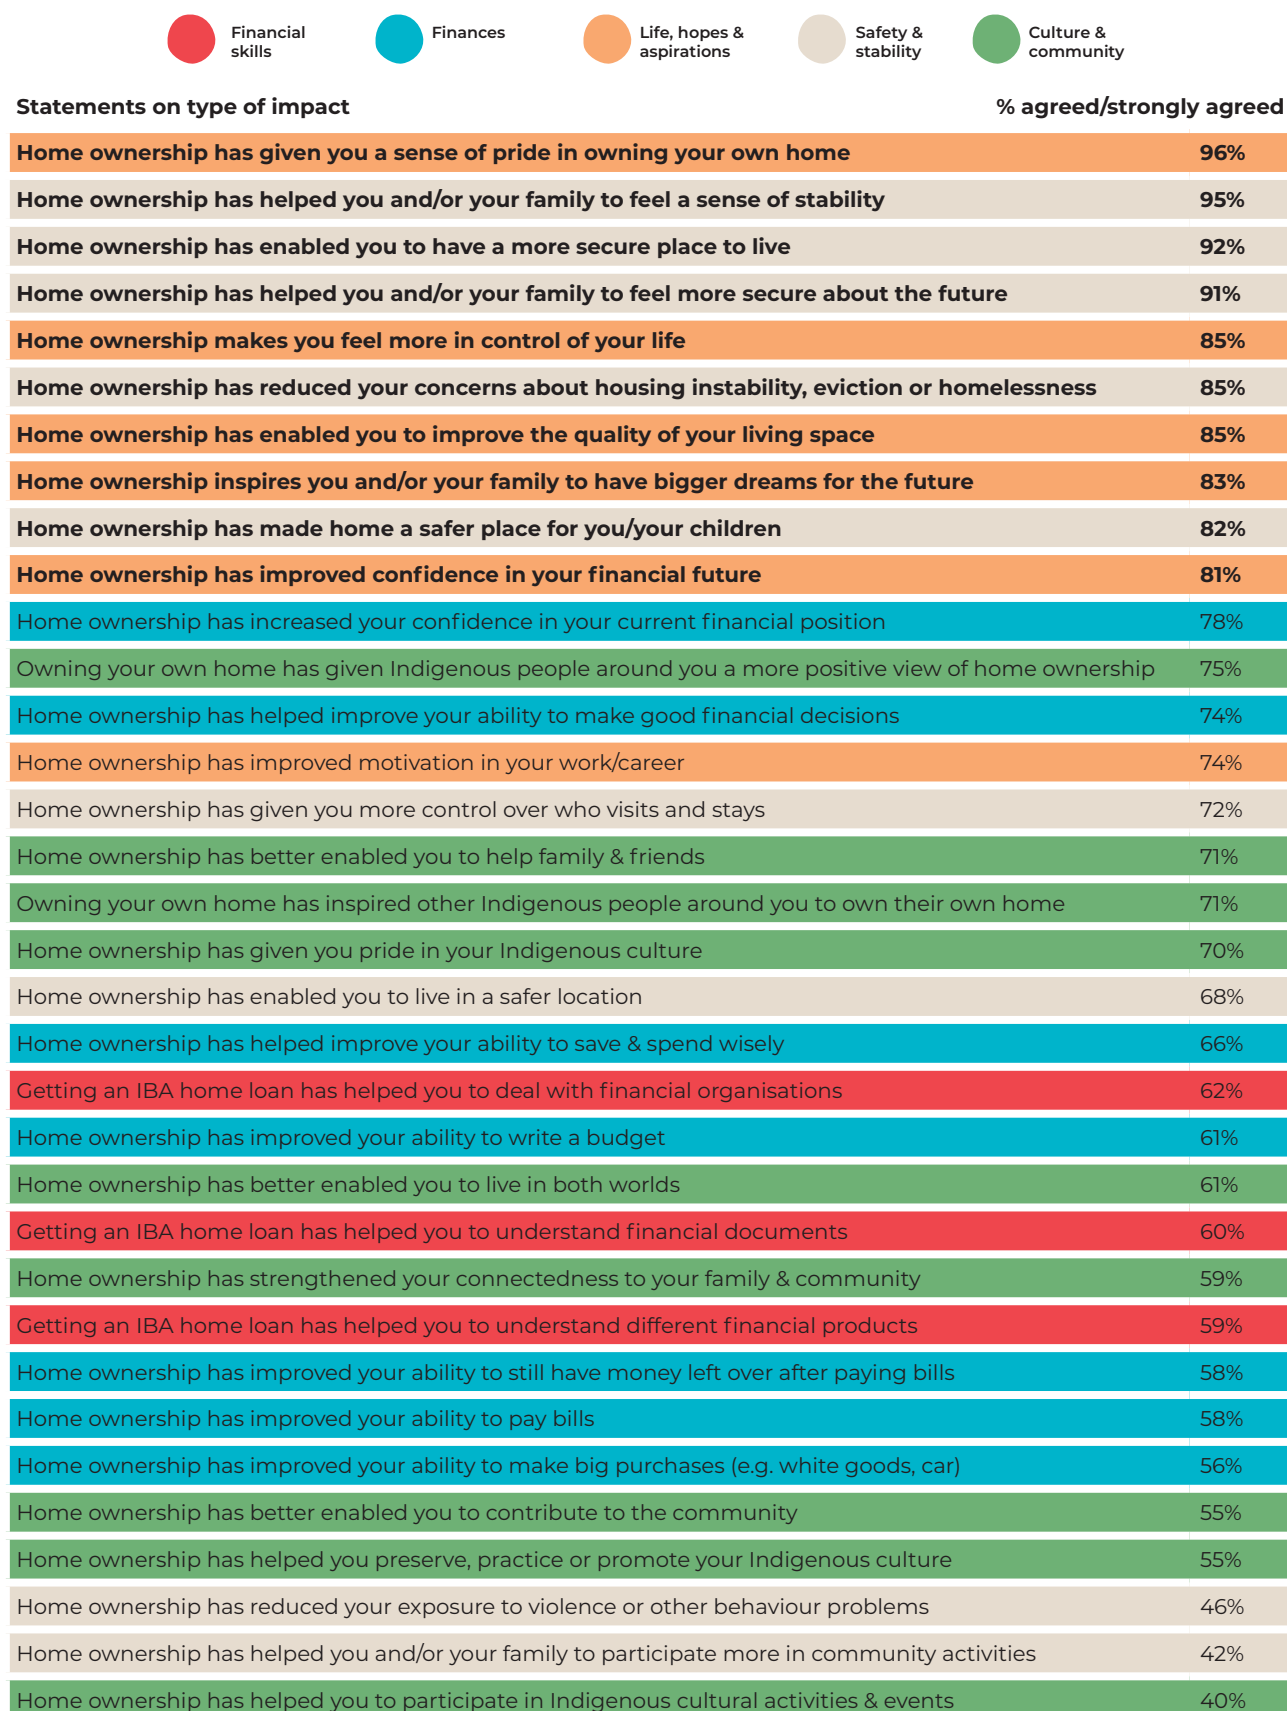 Financial
skills
Finances
Life, hopes &
aspirations
Safety &
stability
Culture &
community
Statements on type of impact % agreed/strongly agreed
Home ownership has given you a sense of pride in owning your own home 96%
Home ownership has helped you and/or your family to feel a sense of stability 95%
Home ownership has enabled you to have a more secure place to live 92%
Home ownership has helped you and/or your family to feel more secure about the future 91%
Home ownership makes you feel more in control of your life 85%
Home ownership has reduced your concerns about housing instability, eviction or homelessness 85%
Home ownership has enabled you to improve the quality of your living space 85%
Home ownership inspires you and/or your family to have bigger dreams for the future 83%
Home ownership has made home a safer place for you/your children 82%
Home ownership has improved confidence in your financial future 81%
Home ownership has increased your confidence in your current financial position 78%
Owning your own home has given Indigenous people around you a more positive view of home ownership 75%
Home ownership has helped improve your ability to make good financial decisions 74%
Home ownership has improved motivation in your work/career 74%
Home ownership has given you more control over who visits and stays 72%
Home ownership has better enabled you to help family & friends 71%
Owning your own home has inspired other Indigenous people around you to own their own home 71%
Home ownership has given you pride in your Indigenous culture 70%
Home ownership has enabled you to live in a safer location 68%
Home ownership has helped improve your ability to save & spend wisely 66%
Getting an IBA home loan has helped you to deal with financial organisations 62%
Home ownership has improved your ability to write a budget 61%
Home ownership has better enabled you to live in both worlds 61%
Getting an IBA home loan has helped you to understand financial documents 60%
Home ownership has strengthened your connectedness to your family & community 59%
Getting an IBA home loan has helped you to understand different financial products 59%
Home ownership has improved your ability to still have money left over after paying bills 58%
Home ownership has improved your ability to pay bills 58%
Home ownership has improved your ability to make big purchases (e.g. white goods, car) 56%
Home ownership has better enabled you to contribute to the community 55%
Home ownership has helped you preserve, practice or promote your Indigenous culture 55%
Home ownership has reduced your exposure to violence or other behaviour problems 46%
Home ownership has helped you and/or your family to participate more in community activities 42%
Home ownership has helped you to participate in Indigenous cultural activities & events 40%